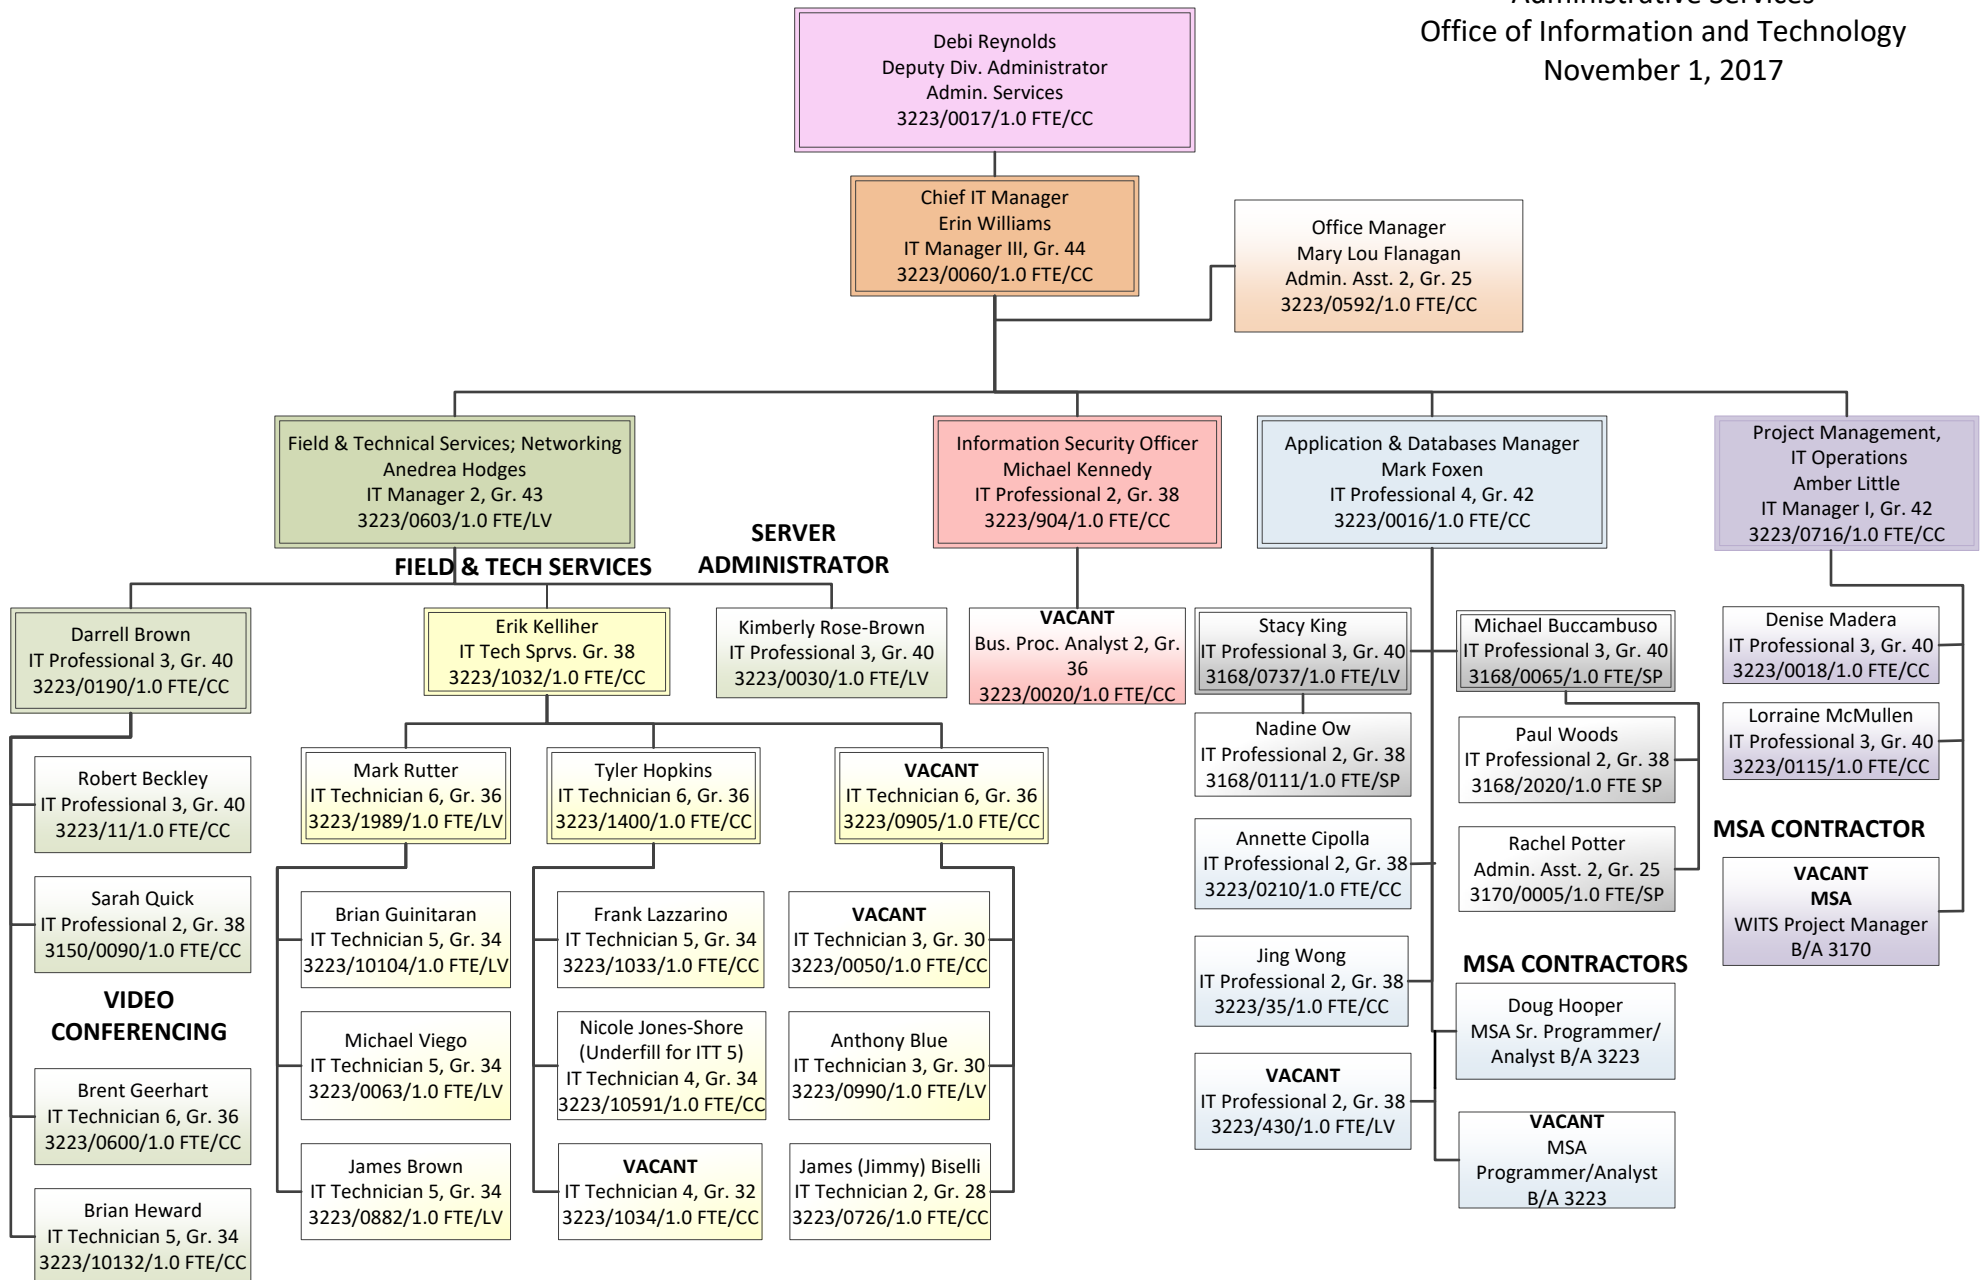 Administrative Services
Office of Information and Technology
November 1, 2017
Debi Reynolds
Deputy Div. Administrator
Admin. Services
3223/0017/1.0 FTE/CC
Chief IT Manager
Erin Williams
IT Manager III, Gr. 44
3223/0060/1.0 FTE/CC
Office Manager
Mary Lou Flanagan
Admin. Asst. 2, Gr. 25
3223/0592/1.0 FTE/CC
Field & Technical Services; Networking
Anedrea Hodges
IT Manager 2, Gr. 43
3223/0603/1.0 FTE/LV
Information Security Officer
Michael Kennedy
IT Professional 2, Gr. 38
3223/904/1.0 FTE/CC
Application & Databases Manager
Mark Foxen
IT Professional 4, Gr. 42
3223/0016/1.0 FTE/CC
Project Management,
IT Operations
Amber Little
IT Manager I, Gr. 42
3223/0716/1.0 FTE/CC
FIELD & TECH SERVICES
SERVER
ADMINISTRATOR
Darrell Brown
IT Professional 3, Gr. 40
3223/0190/1.0 FTE/CC
Erik Kelliher
IT Tech Sprvs. Gr. 38
3223/1032/1.0 FTE/CC
Kimberly Rose-Brown
IT Professional 3, Gr. 40
3223/0030/1.0 FTE/LV
VACANT
Bus. Proc. Analyst 2, Gr.
36
3223/0020/1.0 FTE/CC
Stacy King
IT Professional 3, Gr. 40
3168/0737/1.0 FTE/LV
Michael Buccambuso
IT Professional 3, Gr. 40
3168/0065/1.0 FTE/SP
Denise Madera
IT Professional 3, Gr. 40
3223/0018/1.0 FTE/CC
Nadine Ow
IT Professional 2, Gr. 38
3168/0111/1.0 FTE/SP
Paul Woods
IT Professional 2, Gr. 38
3168/2020/1.0 FTE SP
Lorraine McMullen
IT Professional 3, Gr. 40
3223/0115/1.0 FTE/CC
Robert Beckley
IT Professional 3, Gr. 40
3223/11/1.0 FTE/CC
Mark Rutter
IT Technician 6, Gr. 36
3223/1989/1.0 FTE/LV
Tyler Hopkins
IT Technician 6, Gr. 36
3223/1400/1.0 FTE/CC
VACANT
IT Technician 6, Gr. 36
3223/0905/1.0 FTE/CC
Annette Cipolla
IT Professional 2, Gr. 38
3223/0210/1.0 FTE/CC
Rachel Potter
Admin. Asst. 2, Gr. 25
3170/0005/1.0 FTE/SP
MSA CONTRACTOR
VACANT
MSA
WITS Project Manager
B/A 3170
Sarah Quick
IT Professional 2, Gr. 38
3150/0090/1.0 FTE/CC
Brian Guinitaran
IT Technician 5, Gr. 34
3223/10104/1.0 FTE/LV
Frank Lazzarino
IT Technician 5, Gr. 34
3223/1033/1.0 FTE/CC
VACANT
IT Technician 3, Gr. 30
3223/0050/1.0 FTE/CC
Jing Wong
IT Professional 2, Gr. 38
3223/35/1.0 FTE/CC
MSA CONTRACTORS
Doug Hooper
MSA Sr. Programmer/
Analyst B/A 3223
VIDEO
CONFERENCING
Michael Viego
IT Technician 5, Gr. 34
3223/0063/1.0 FTE/LV
Nicole Jones-Shore
(Underfill for ITT 5)
IT Technician 4, Gr. 34
3223/10591/1.0 FTE/CC
Anthony Blue
IT Technician 3, Gr. 30
3223/0990/1.0 FTE/LV
VACANT
IT Professional 2, Gr. 38
3223/430/1.0 FTE/LV
VACANT
MSA
Programmer/Analyst
B/A 3223
Brent Geerhart
IT Technician 6, Gr. 36
3223/0600/1.0 FTE/CC
James Brown
IT Technician 5, Gr. 34
3223/0882/1.0 FTE/LV
VACANT
IT Technician 4, Gr. 32
3223/1034/1.0 FTE/CC
James (Jimmy) Biselli
IT Technician 2, Gr. 28
3223/0726/1.0 FTE/CC
Brian Heward
IT Technician 5, Gr. 34
3223/10132/1.0 FTE/CC